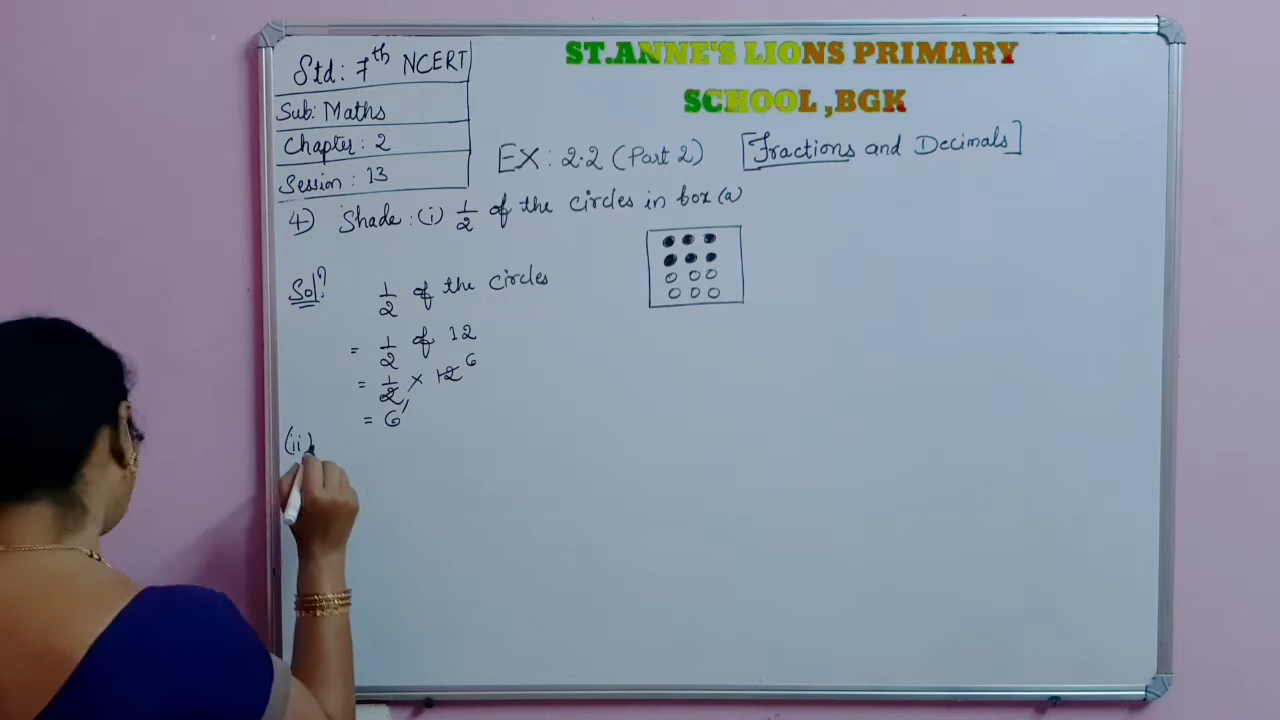 ST.ANNE'S LIONS PRIMARY
SCHOOL ,BGK
Std: 7th NCERT
Sub: Maths
Chapter: 2
Session: 13
EX: 2.2 (Part 2) [Fractions and Decimals]
4) Shade: (i) 1/2 of the circles in box (a)
Sol?
1/2 of the circles
= 1/2 of 12
= 1/2 × 12 6
= 6
(ii)